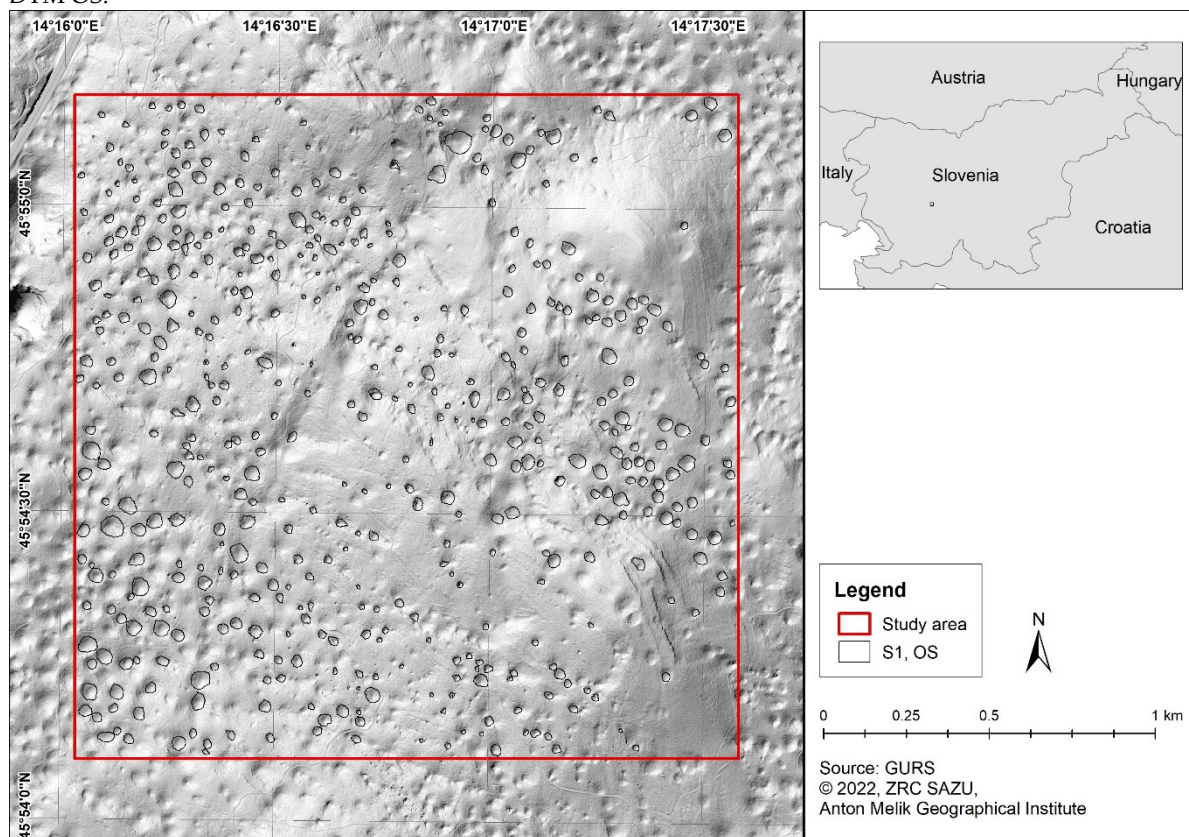 DTM OS.
14°16'0"E
14°16'30"E
14°17'0"E
14°17'30"E
45°55'0"N
45°54'30"N
45°54'0"N
Austria
Hungary
Italy
Slovenia
Croatia
Legend
Study area
S1, OS
N
0 0.25 0.5 1 km
Source: GURS
© 2022, ZRC SAZU,
Anton Melik Geographical Institute